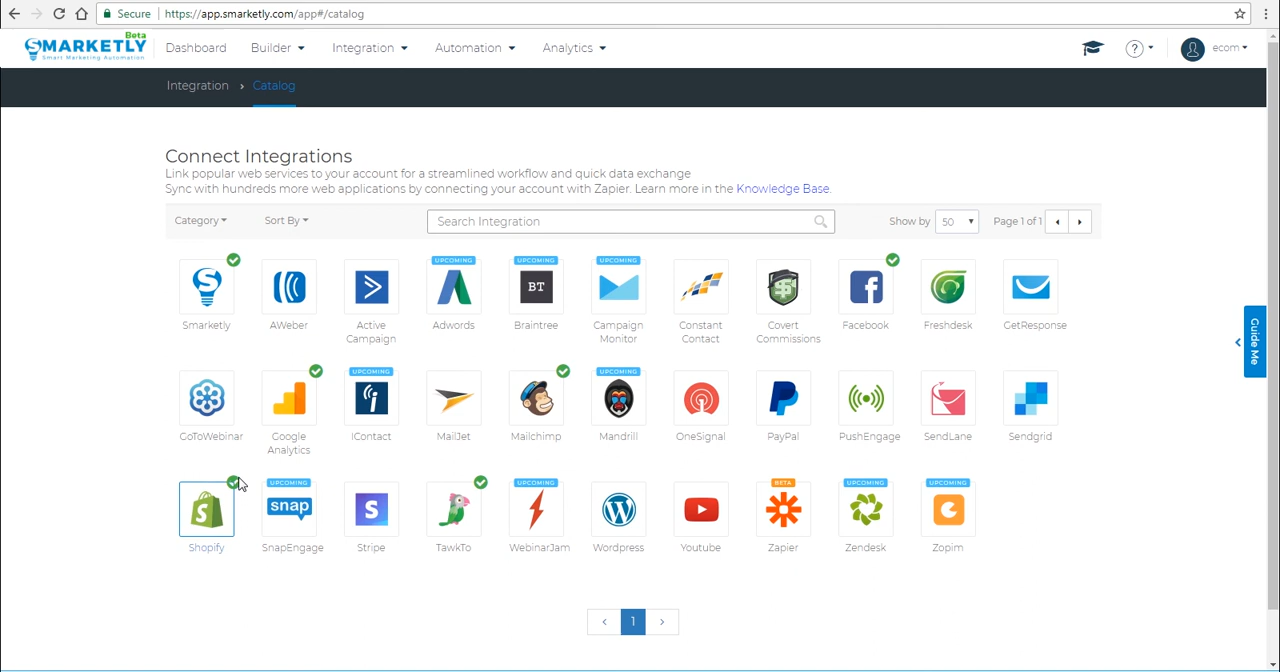 Secure https://app.smarketly.com/app#/catalog
Beta
SMARKETLY
Smart Marketing Automation
Dashboard Builder Integration Automation Analytics ? ecom
Integration › Catalog
Connect Integrations
Link popular web services to your account for a streamlined workflow and quick data exchange
Sync with hundreds more web applications by connecting your account with Zapier. Learn more in the Knowledge Base.
Category Sort By Search Integration Show by 50 Page 1 of 1
UPCOMING UPCOMING UPCOMING
BT
Smarketly AWeber Active Campaign Adwords Braintree Campaign Monitor Constant Contact Covert Commissions Facebook Freshdesk GetResponse
Guide Me
UPCOMING UPCOMING
GoToWebinar Google Analytics IContact MailJet Mailchimp Mandrill OneSignal PayPal PushEngage SendLane Sendgrid
UPCOMING UPCOMING BETA UPCOMING UPCOMING
snap
Shopify SnapEngage Stripe TawkTo WebinarJam Wordpress Youtube Zapier Zendesk Zopim
‹ 1 ›